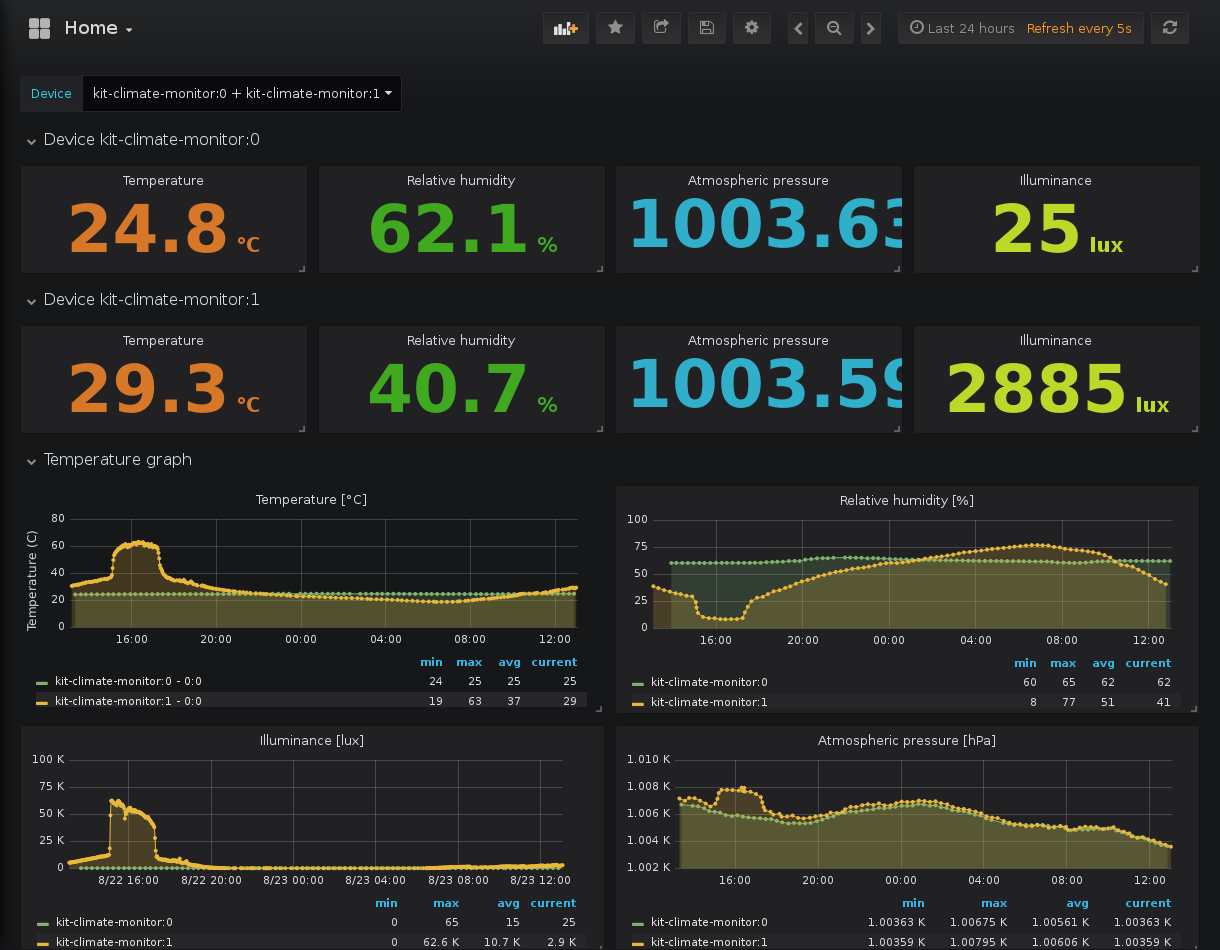 Home
Last 24 hours Refresh every 5s
Device kit-climate-monitor:0 + kit-climate-monitor:1
Device kit-climate-monitor:0
Temperature Relative humidity Atmospheric pressure Illuminance
24.8 °C 62.1 % 1003.63 25 lux
Device kit-climate-monitor:1
Temperature Relative humidity Atmospheric pressure Illuminance
29.3 °C 40.7 % 1003.59 2885 lux
Temperature graph
Temperature [°C]
Temperature (C)
80
60
40
20
0
16:00 20:00 00:00 04:00 08:00 12:00
min max avg current
kit-climate-monitor:0 - 0:0 24 25 25 25
kit-climate-monitor:1 - 0:0 19 63 37 29
Relative humidity [%]
100
75
50
25
0
16:00 20:00 00:00 04:00 08:00 12:00
min max avg current
kit-climate-monitor:0 60 65 62 62
kit-climate-monitor:1 8 77 51 41
Illuminance [lux]
100 K
75 K
50 K
25 K
0
8/22 16:00 8/22 20:00 8/23 00:00 8/23 04:00 8/23 08:00 8/23 12:00
min max avg current
kit-climate-monitor:0 0 65 15 25
kit-climate-monitor:1 0 62.6 K 10.7 K 2.9 K
Atmospheric pressure [hPa]
1.010 K
1.008 K
1.006 K
1.004 K
1.002 K
16:00 20:00 00:00 04:00 08:00 12:00
min max avg current
kit-climate-monitor:0 1.00363 K 1.00675 K 1.00561 K 1.00363 K
kit-climate-monitor:1 1.00359 K 1.00795 K 1.00606 K 1.00359 K